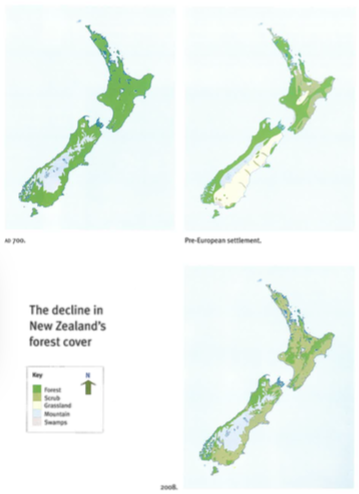 AD 700.
Pre-European settlement.
The decline in
New Zealand's
forest cover
Key
N
Forest
Scrub
Grassland
Mountain
Swamps
2008.